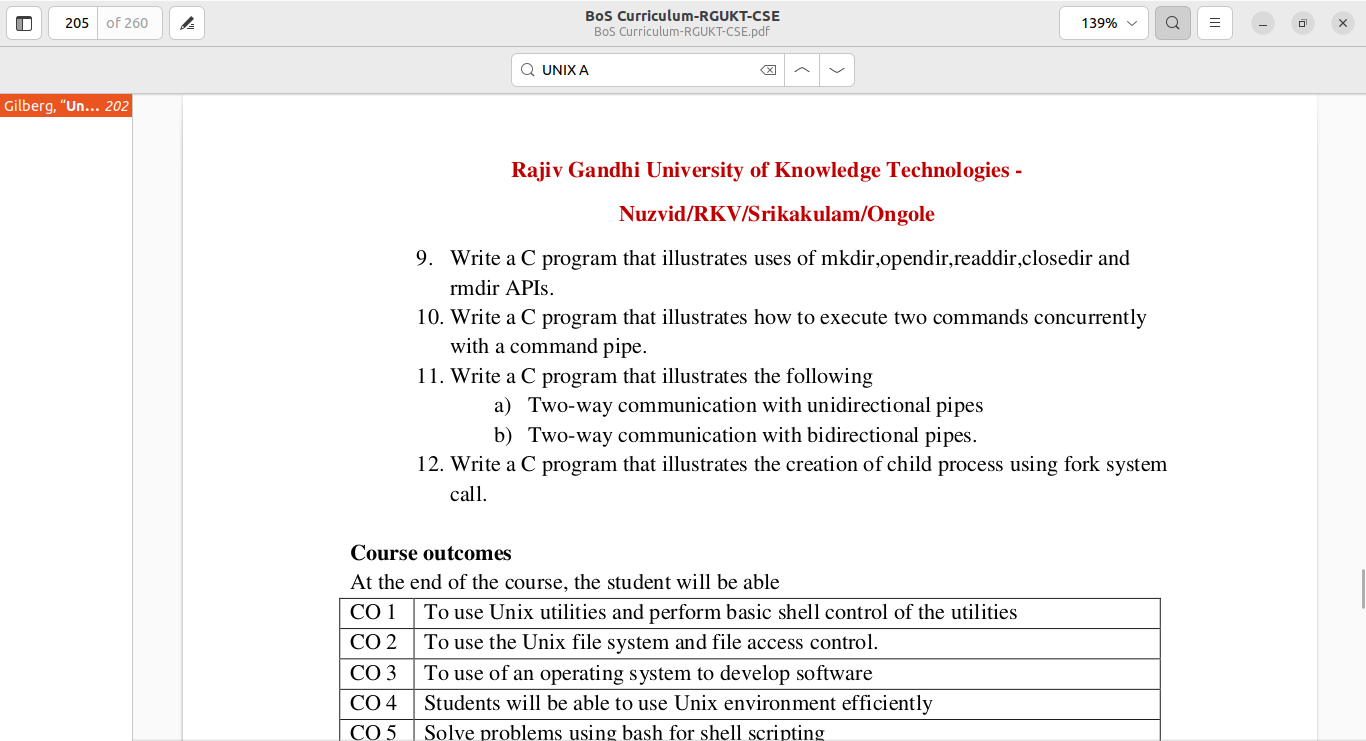 205 of 260
BoS Curriculum-RGUKT-CSE
BoS Curriculum-RGUKT-CSE.pdf
139%
UNIX A
Gilberg, “Un... 202
Rajiv Gandhi University of Knowledge Technologies -
Nuzvid/RKV/Srikakulam/Ongole
9. Write a C program that illustrates uses of mkdir,opendir,readdir,closedir and
rmdir APIs.
10. Write a C program that illustrates how to execute two commands concurrently
with a command pipe.
11. Write a C program that illustrates the following
a) Two-way communication with unidirectional pipes
b) Two-way communication with bidirectional pipes.
12. Write a C program that illustrates the creation of child process using fork system
call.
Course outcomes
At the end of the course, the student will be able
CO 1 To use Unix utilities and perform basic shell control of the utilities
CO 2 To use the Unix file system and file access control.
CO 3 To use of an operating system to develop software
CO 4 Students will be able to use Unix environment efficiently
CO 5 Solve problems using bash for shell scripting